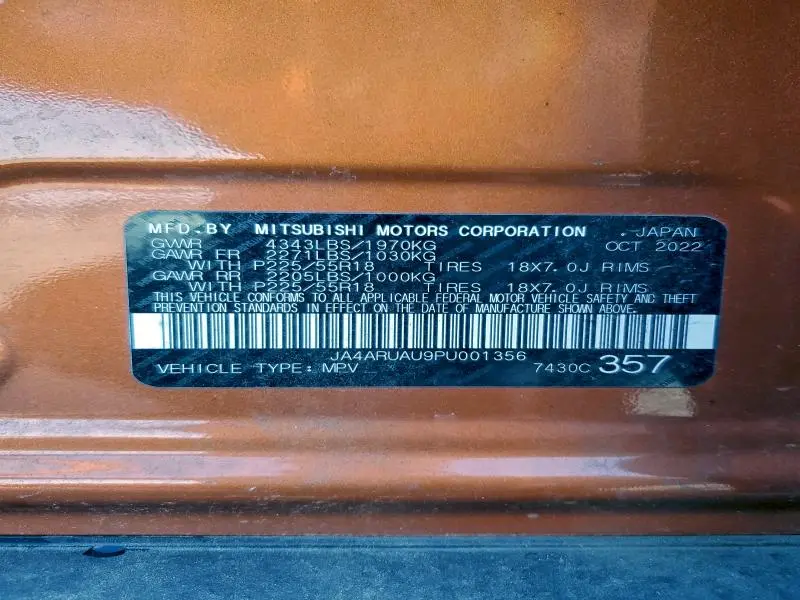 MFD.BY MITSUBISHI MOTORS CORPORATION . JAPAN
GVWR 4343LBS/1970KG OCT 2022
GAWR FR 2271LBS/1030KG
WITH P225/55R18 TIRES 18X7.0J RIMS
GAWR RR 2205LBS/1000KG
WITH P225/55R18 TIRES 18X7.0J RIMS
THIS VEHICLE CONFORMS TO ALL APPLICABLE FEDERAL MOTOR VEHICLE SAFETY AND THEFT
PREVENTION STANDARDS IN EFFECT ON THE DATE OF MANUFACTURE SHOWN ABOVE.
JA4ARUAU9PU001356
VEHICLE TYPE: MPV 7430C 357